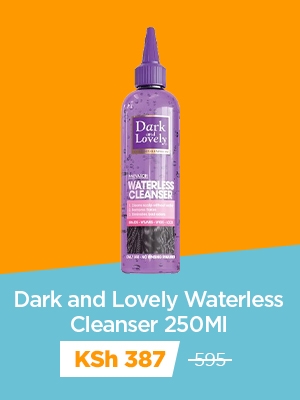 Dark
and
Lovely
WATERLESS
CLEANSER
Dark and Lovely Waterless
Cleanser 250Ml
KSh 387 595